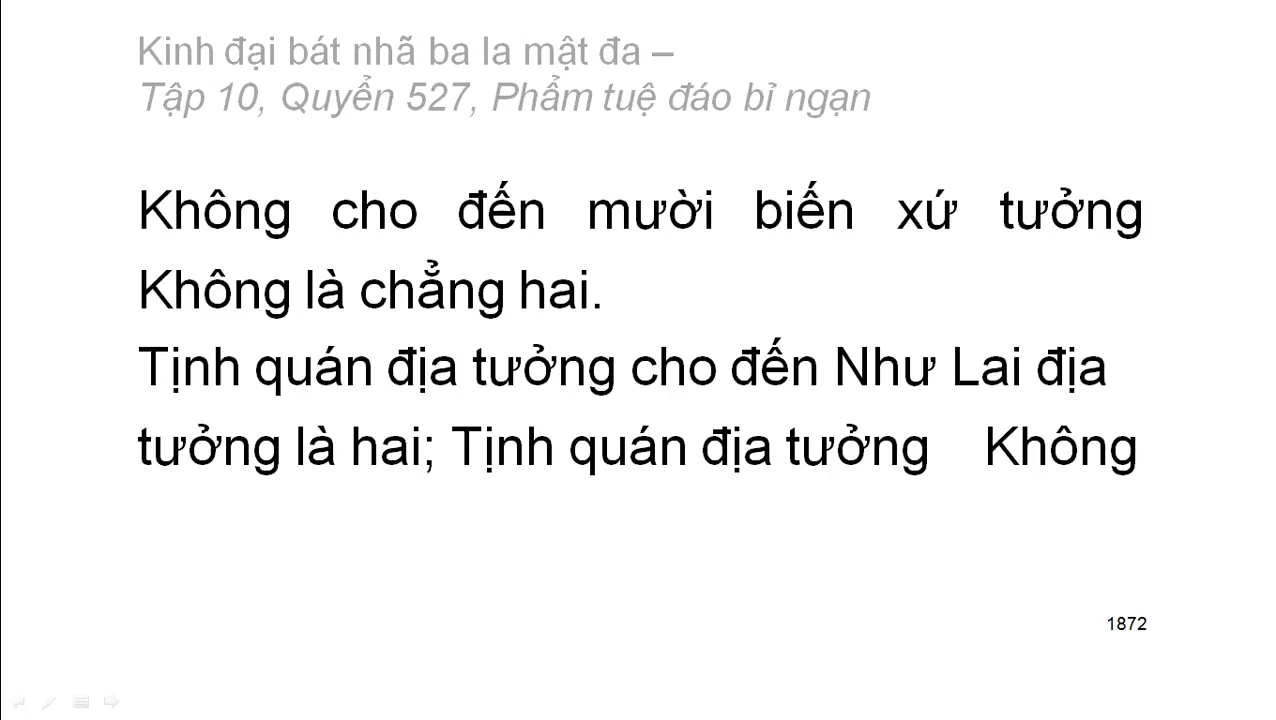 Kinh đại bát nhã ba la mật đa –
Tập 10, Quyển 527, Phẩm tuệ đáo bỉ ngạn
Không cho đến mười biến xứ tưởng
Không là chẳng hai.
Tịnh quán địa tưởng cho đến Như Lai địa
tưởng là hai; Tịnh quán địa tưởng Không
1872